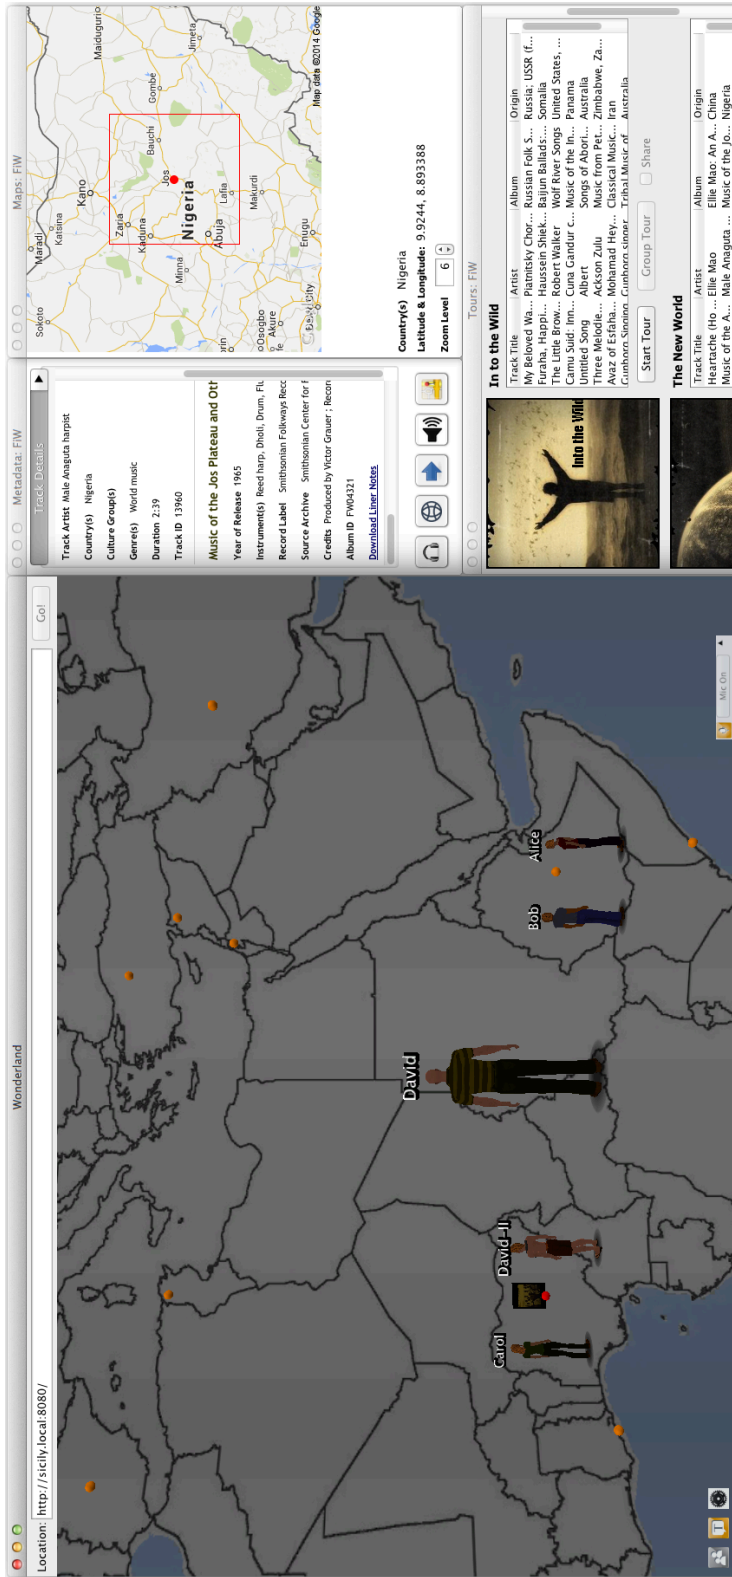 Wonderland
Location: http://sicily.local:8080/
Go!
David
Bob
Alice
David-II
Carol
Mic On
Metadata: FiW
Track Details
Track Artist Male Anaguta harpist
Country(s) Nigeria
Culture Group(s)
Genre(s) World music
Duration 2:39
Track ID 13960
Music of the Jos Plateau and Oth
Year of Release 1965
Instrument(s) Reed harp, Dholi, Drum, Flu
Record Label Smithsonian Folkways Reco
Source Archive Smithsonian Center for F
Credits Produced by Victor Grauer ; Recor
Album ID FW04321
Download Liner Notes
Maps: FiW
Maradi
Katsina
Sokoto
Kano
Maiduguri
Zaria
Kaduna
Bauchi
Gombe
Jimeta
Jos
Minna
Nigeria
Abuja
Lafia
Makurdi
Osogbo
Akure
Enugu
Map data ©2014 Google
Country(s) Nigeria
Latitude & Longitude: 9.9244, 8.893388
Zoom Level 6
Tours: FiW
In to the Wild
Into the Wild
Track Title Artist Album Origin
My Beloved Wa... Piatnitsky Chor... Russian Folk S... Russia; USSR (f...
Furaha, Happi... Haussein Shiek... Bajun Ballads:... Somalia
The Little Brow... Robert Walker Wolf River Songs United States, ...
Camu Suid: Inn... Cuna Gandur c... Music of the In... Panama
Untitled Song Albert Songs of Abori... Australia
Three Melodie... Ackson Zulu Music from Pet... Zimbabwe, Za...
Avaz of Esfaha... Mohamad Hey... Classical Music... Iran
Gunborg Singing Gunborg singer Tribal Music of Australia
Start Tour Group Tour Share
The New World
Track Title Artist Album Origin
Heartache (Ho... Ellie Mao Ellie Mao: An A... China
Music of the A... Male Anaguta ... Music of the Jo... Nigeria